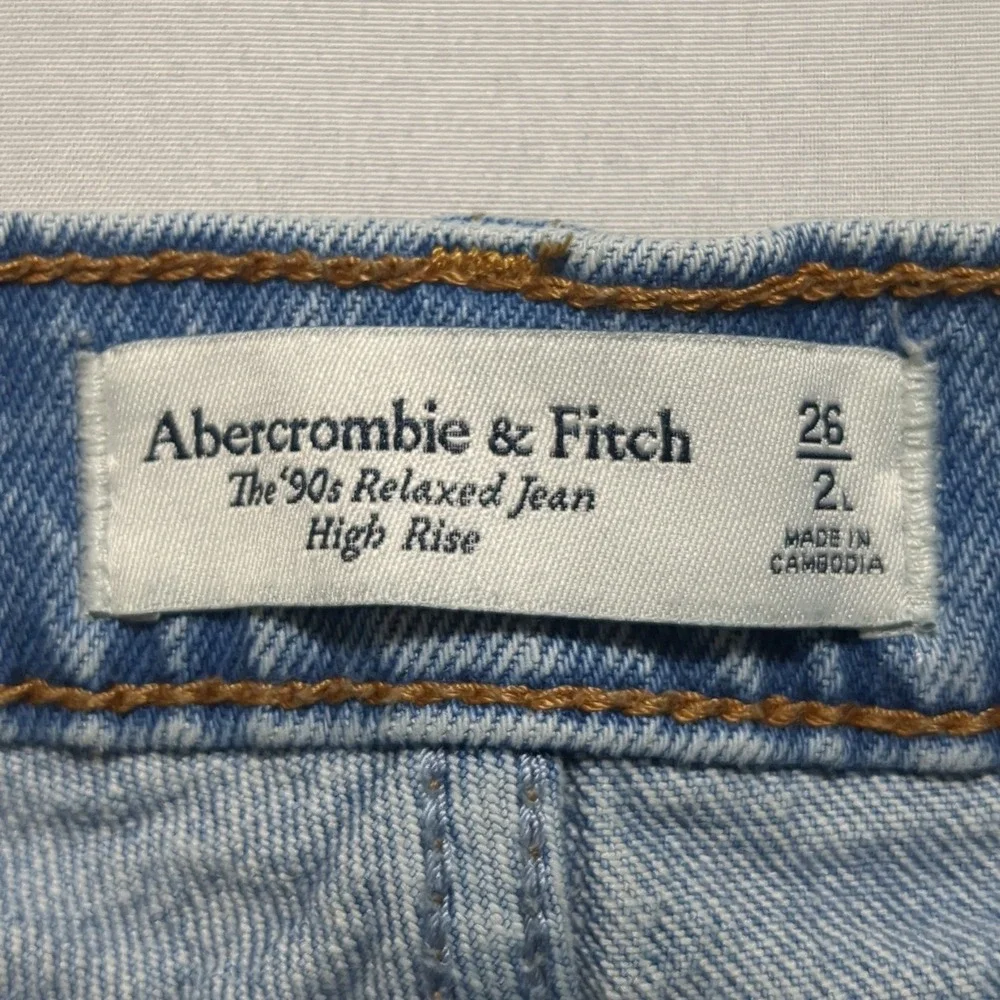 Abercrombie & Fitch
The '90s Relaxed Jean
High Rise
26
2L
MADE IN
CAMBODIA